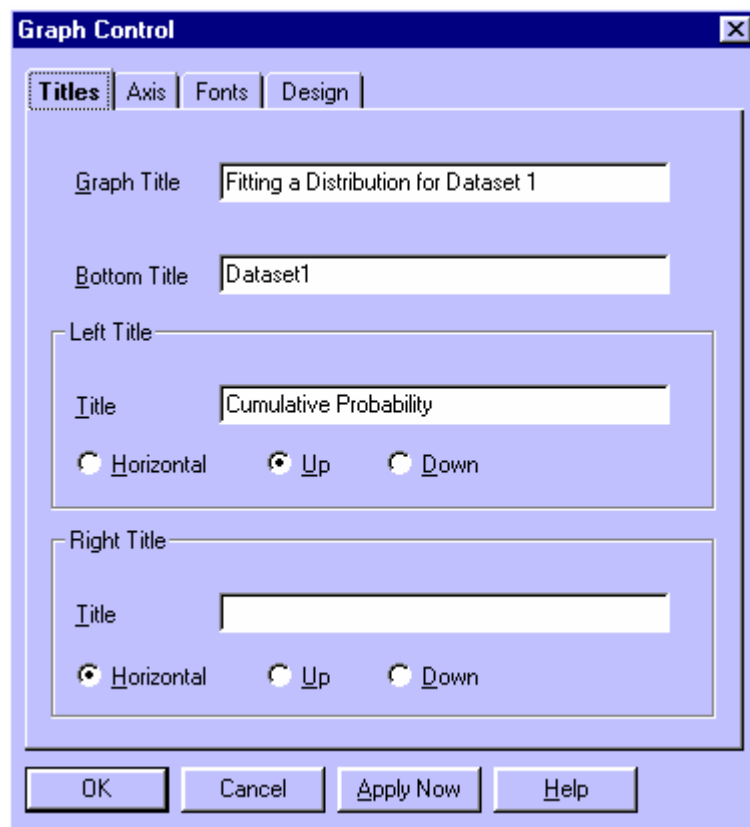 Graph Control
Titles Axis Fonts Design
Graph Title Fitting a Distribution for Dataset 1
Bottom Title Dataset1
Left Title
Title Cumulative Probability
Horizontal Up Down
Right Title
Title
Horizontal Up Down
OK Cancel Apply Now Help